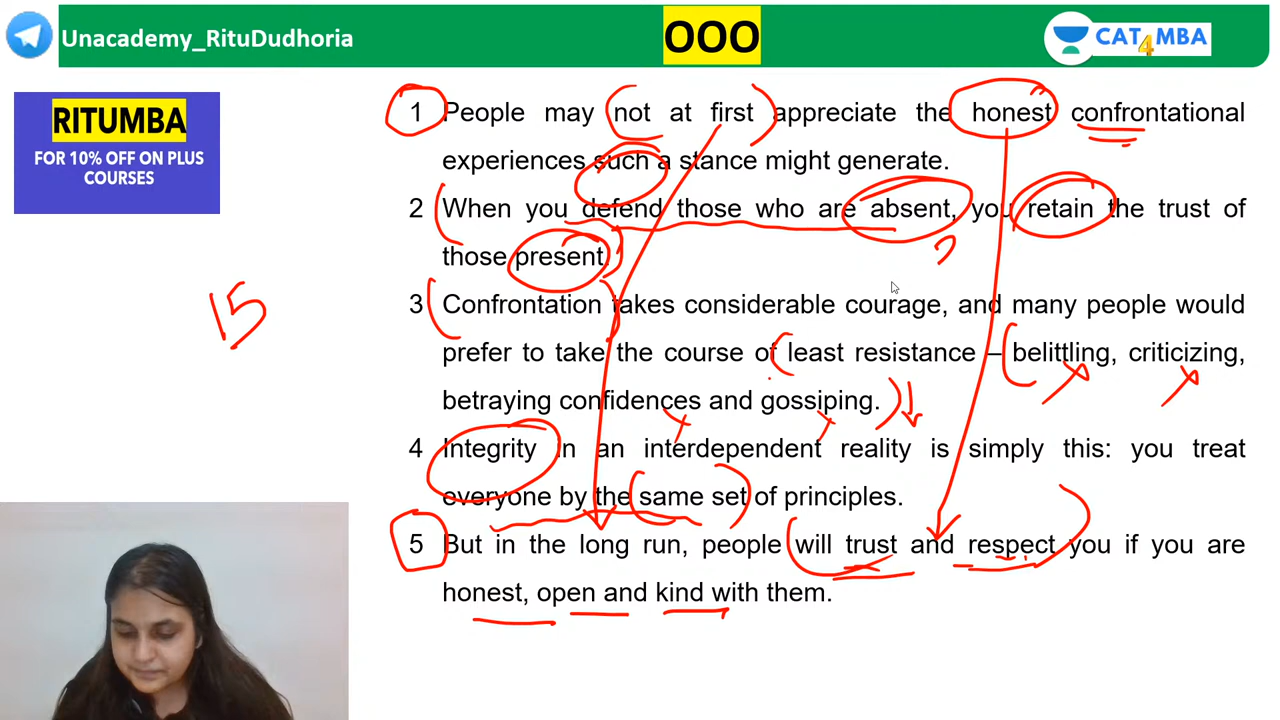 Unacademy_RituDudhoria
OOO
CAT4MBA
RITUMBA
FOR 10% OFF ON PLUS
COURSES
1 People may not at first appreciate the honest confrontational
experiences such a stance might generate.
2 When you defend those who are absent, you retain the trust of
those present.
3 Confrontation takes considerable courage, and many people would
prefer to take the course of least resistance – belittling, criticizing,
betraying confidences and gossiping.
4 Integrity in an interdependent reality is simply this: you treat
everyone by the same set of principles.
5 But in the long run, people will trust and respect you if you are
honest, open and kind with them.
15